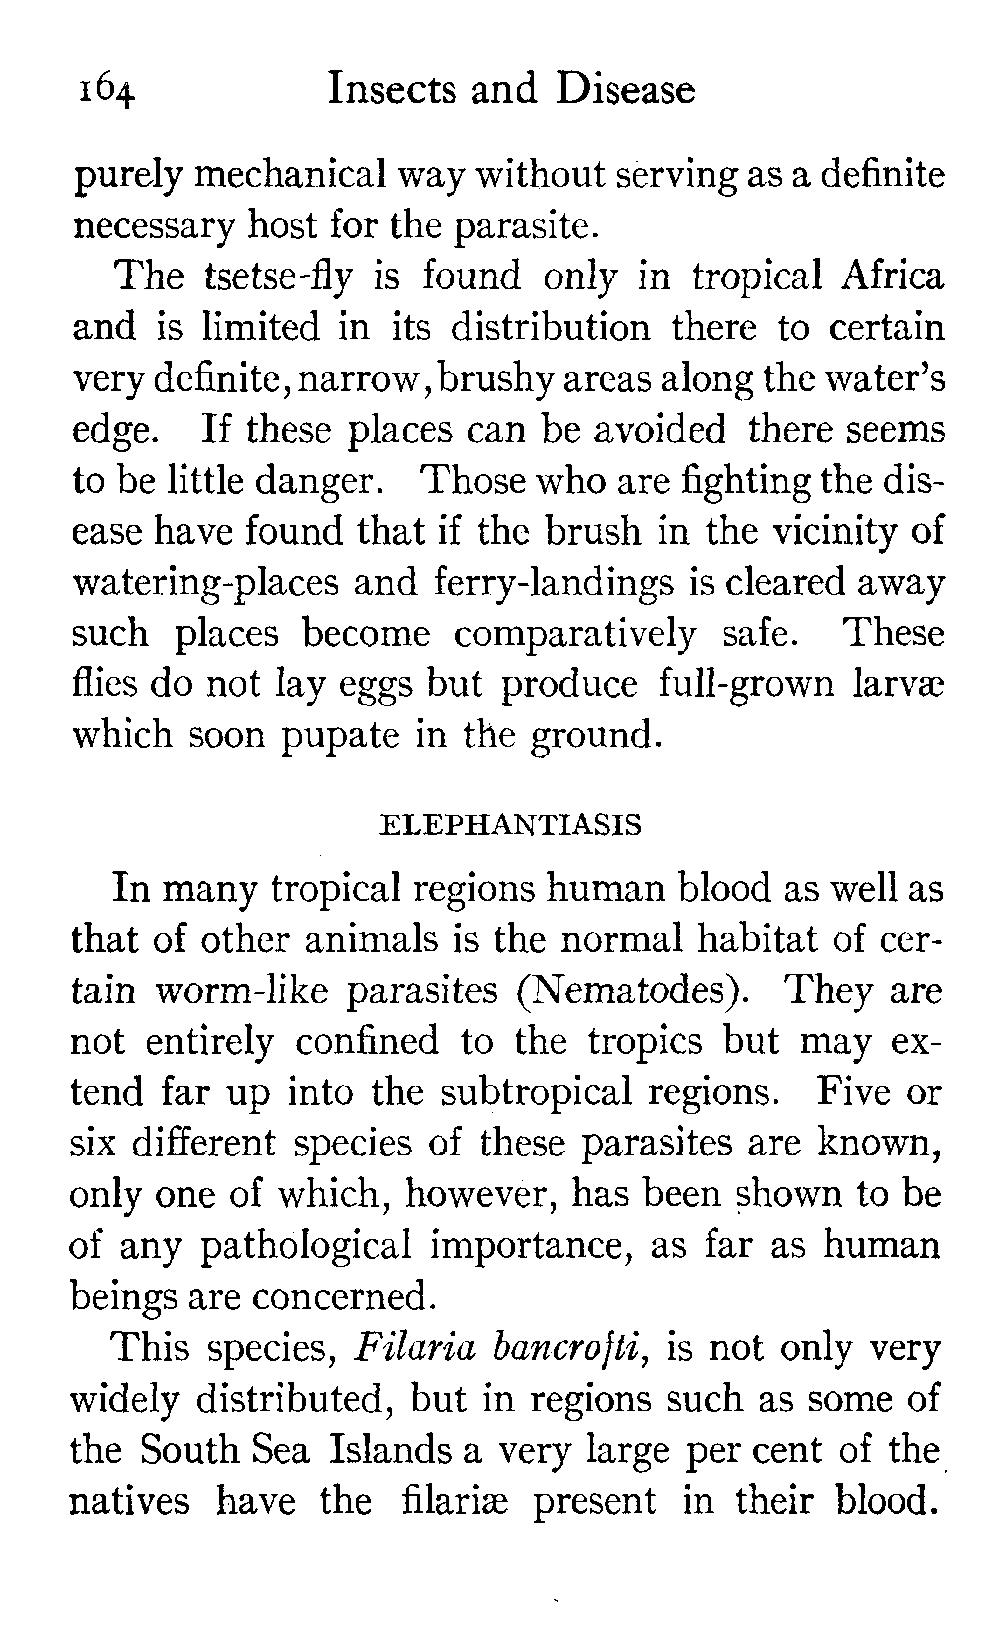 164 Insects and Disease
purely mechanical way without serving as a definite
necessary host for the parasite.
The tsetse-fly is found only in tropical Africa
and is limited in its distribution there to certain
very definite, narrow, brushy areas along the water's
edge. If these places can be avoided there seems
to be little danger. Those who are fighting the dis-
ease have found that if the brush in the vicinity of
watering-places and ferry-landings is cleared away
such places become comparatively safe. These
flies do not lay eggs but produce full-grown larvæ
which soon pupate in the ground.
ELEPHANTIASIS
In many tropical regions human blood as well as
that of other animals is the normal habitat of cer-
tain worm-like parasites (Nematodes). They are
not entirely confined to the tropics but may ex-
tend far up into the subtropical regions. Five or
six different species of these parasites are known,
only one of which, however, has been shown to be
of any pathological importance, as far as human
beings are concerned.
This species, Filaria bancrofti, is not only very
widely distributed, but in regions such as some of
the South Sea Islands a very large per cent of the
natives have the filariæ present in their blood.